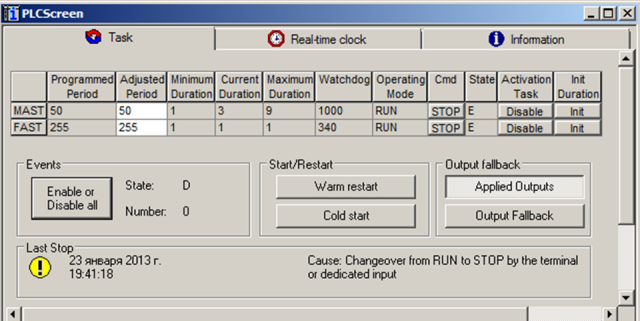 PLCScreen
Task
Real-time clock
Information
Programmed Adjusted Minimum Current Maximum Watchdog Operating Cmd State Activation Init
Period Period Duration Duration Duration Mode Task Duration
MAST 50 50 1 3 9 1000 RUN STOP E Disable Init
FAST 255 255 1 1 1 340 RUN STOP E Disable Init
Events
Enable or
Disable all
State: D
Number: 0
Start/Restart
Warm restart
Cold start
Output fallback
Applied Outputs
Output Fallback
Last Stop
23 января 2013 г.
19:41:18
Cause: Changeover from RUN to STOP by the terminal
or dedicated input